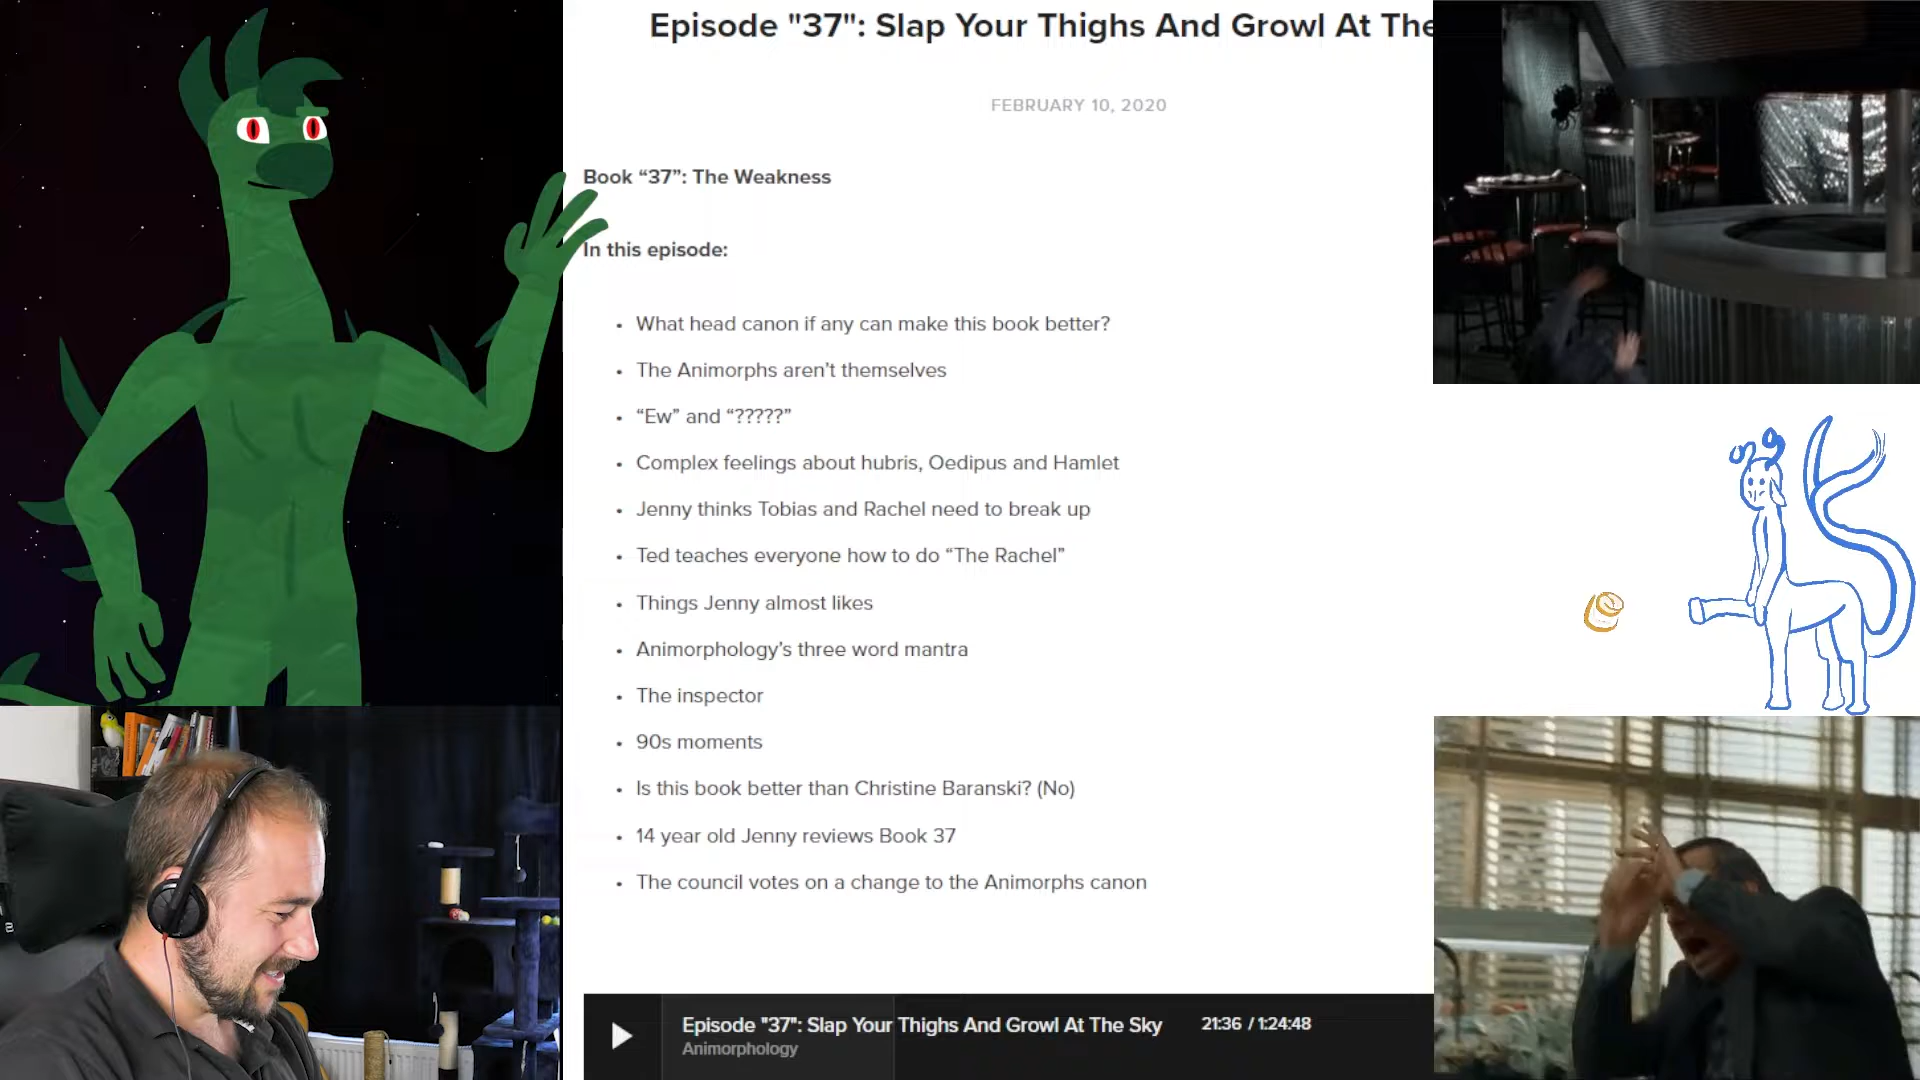 Episode "37": Slap Your Thighs And Growl At The
FEBRUARY 10, 2020
Book “37”: The Weakness
In this episode:
• What head canon if any can make this book better?
• The Animorphs aren’t themselves
• “Ew” and “?????”
• Complex feelings about hubris, Oedipus and Hamlet
• Jenny thinks Tobias and Rachel need to break up
• Ted teaches everyone how to do “The Rachel”
• Things Jenny almost likes
• Animorphology’s three word mantra
• The inspector
• 90s moments
• Is this book better than Christine Baranski? (No)
• 14 year old Jenny reviews Book 37
• The council votes on a change to the Animorphs canon
Episode "37": Slap Your Thighs And Growl At The Sky
21:36 / 1:24:48
Animorphology